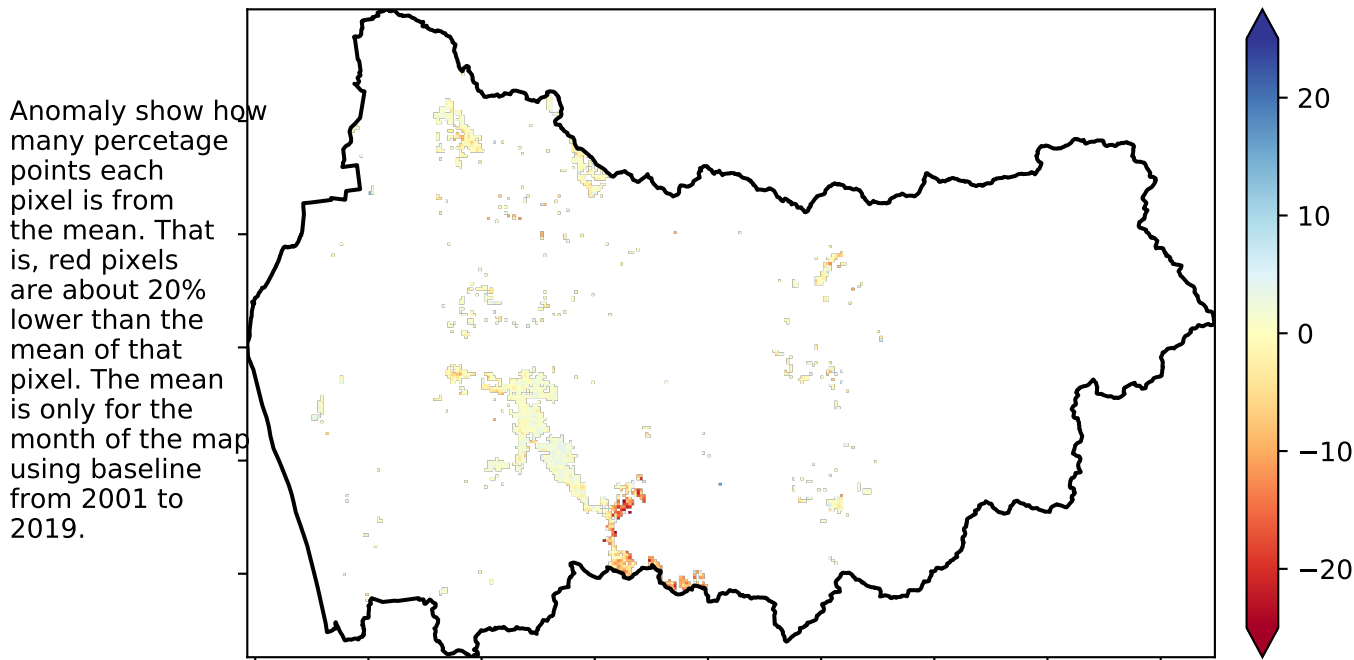 Anomaly show how
many percetage
points each
pixel is from
the mean. That
is, red pixels
are about 20%
lower than the
mean of that
pixel. The mean
is only for the
month of the map
using baseline
from 2001 to
2019.
20
10
0
−10
−20